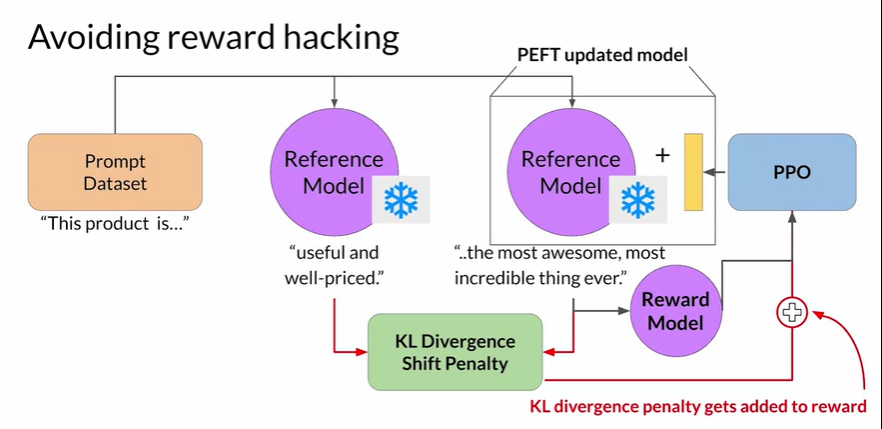 Avoiding reward hacking
PEFT updated model
Prompt
Dataset
Reference
Model
Reference
Model
+
PPO
“This product is...”
“useful and
well-priced.”
“..the most awesome, most
incredible thing ever.”
Reward
Model
KL Divergence
Shift Penalty
KL divergence penalty gets added to reward